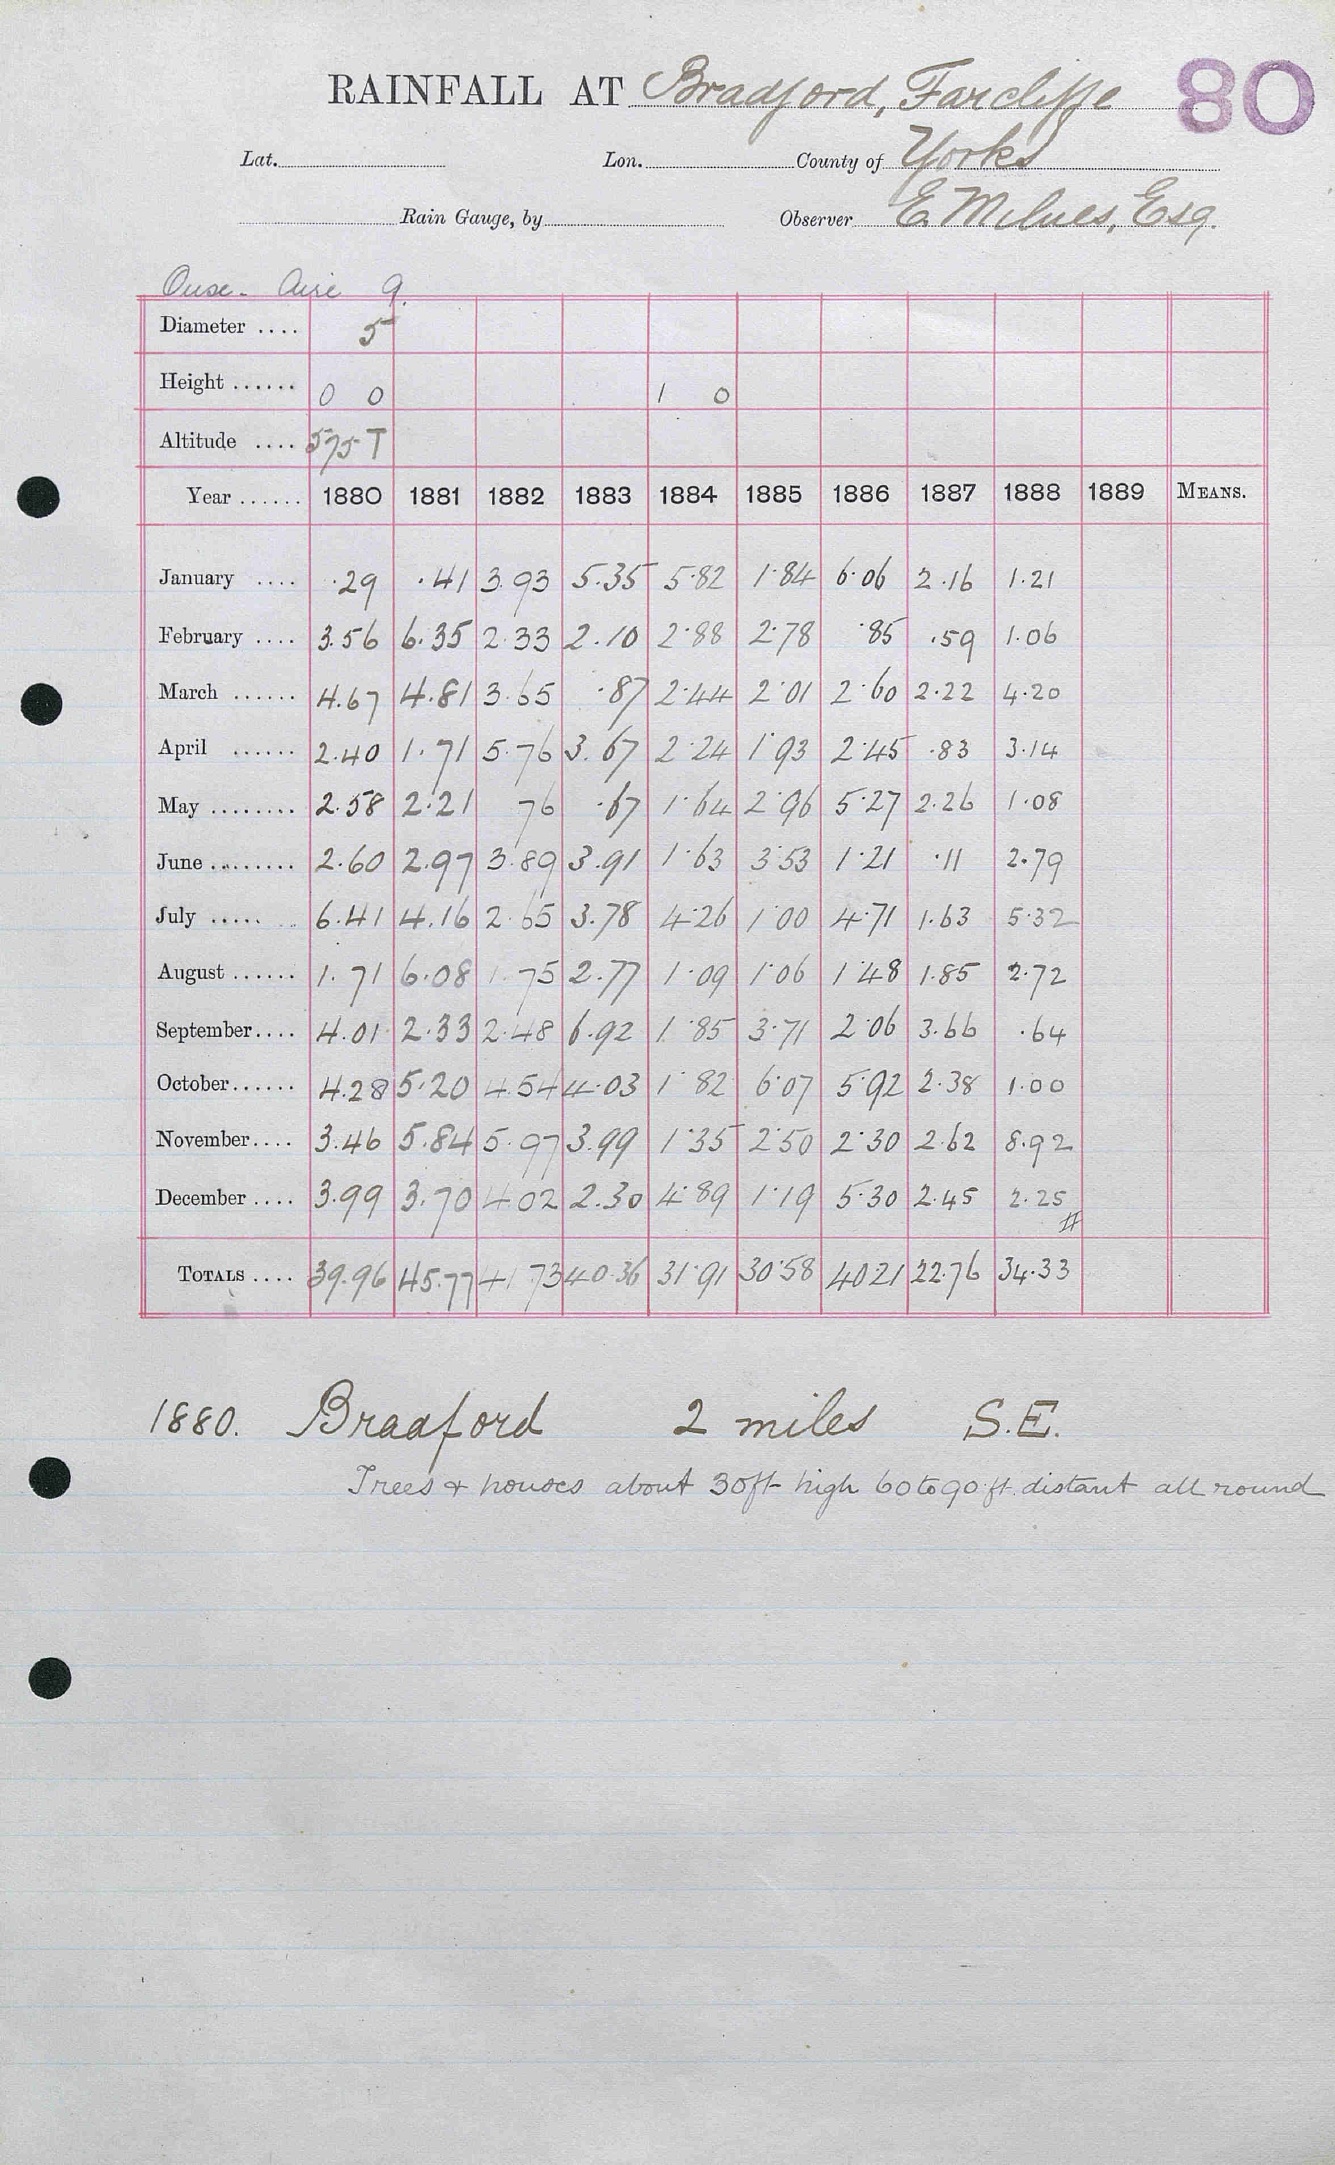 RAINFALL AT Bradford, Farcliffe 80
Lat. Lon. County of Yorks
Rain Gauge, by Observer E. Milnes, Esq.
Ouse - Aire 9.
Diameter .... 5
Height ...... 0 0 1 0
Altitude .... 575 T
Year ...... 1880 1881 1882 1883 1884 1885 1886 1887 1888 1889 MEANS.
January .... .29 .41 3.93 5.35 5.82 1.84 6.06 2.16 1.21
February .... 3.56 6.35 2.33 2.10 2.88 2.78 .85 .59 1.06
March ...... 4.67 4.81 3.65 .87 2.44 2.01 2.60 2.22 4.20
April ...... 2.40 1.71 5.76 3.67 2.24 1.93 2.45 .83 3.14
May ........ 2.58 2.21 76 .67 1.64 2.96 5.27 2.26 1.08
June ........ 2.60 2.97 3.89 3.91 1.63 3.53 1.21 .11 2.79
July ..... .. 6.41 4.16 2.65 3.78 4.26 1.00 4.71 1.63 5.32
August ...... 1.71 6.08 1.75 2.77 1.09 1.06 1.48 1.85 2.72
September.... 4.01 2.33 2.48 6.92 1.85 3.71 2.06 3.66 .64
October...... 4.28 5.20 4.54 4.03 1.82 6.07 5.92 2.38 1.00
November.... 3.46 5.84 5.97 3.99 1.35 2.50 2.30 2.62 8.92
December .... 3.99 3.70 4.02 2.30 4.89 1.19 5.30 2.45 2.25
#
TOTALS .... 39.96 45.77 41.73 40.36 31.91 30.58 40.21 22.76 34.33
1880. Bradford 2 miles S.E.
Trees & houses about 30ft high 60 to 90 ft. distant all round